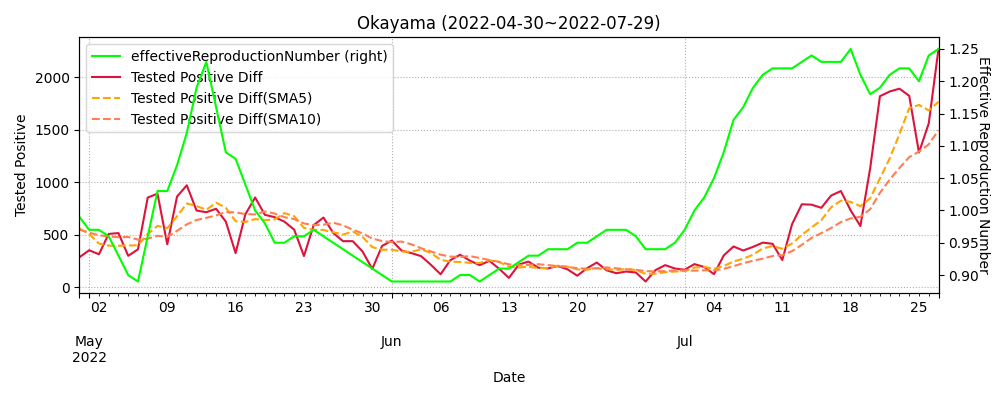 Okayama (2022-04-30~2022-07-29)
effectiveReproductionNumber (right)
Tested Positive Diff
Tested Positive Diff(SMA5)
Tested Positive Diff(SMA10)
Tested Positive
2000
1500
1000
500
0
Effective Reproduction Number
1.25
1.20
1.15
1.10
1.05
1.00
0.95
0.90
02 09 16 23 30 06 13 20 27 04 11 18 25
May Jun Jul
2022
Date